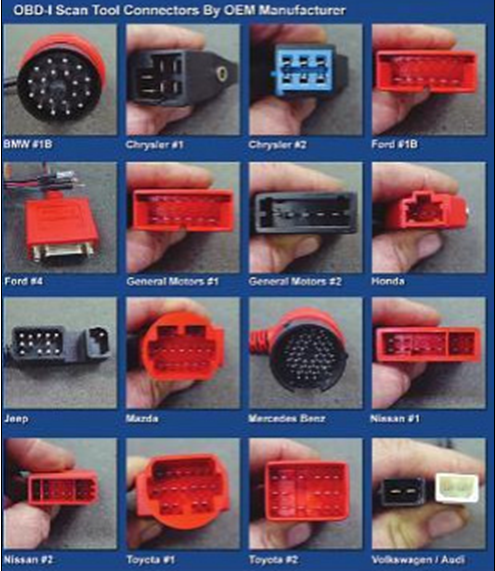 OBD-I Scan Tool Connectors By OEM Manufacturer
BMW #1B
Chrysler #1
Chrysler #2
Ford #1B
Ford #4
General Motors #1
General Motors #2
Honda
Jeep
Mazda
Mercedes Benz
Nissan #1
Nissan #2
Toyota #1
Toyota #2
Volkswagen / Audi